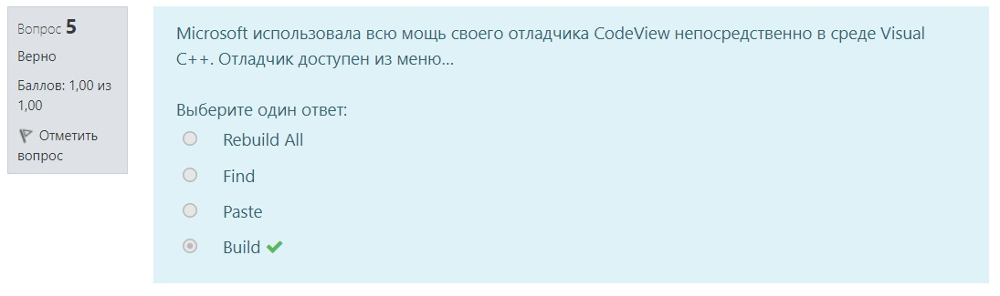 Вопрос 5
Верно
Баллов: 1,00 из
1,00
Отметить
вопрос
Microsoft использовала всю мощь своего отладчика CodeView непосредственно в среде Visual
C++. Отладчик доступен из меню...
Выберите один ответ:
Rebuild All
Find
Paste
Build